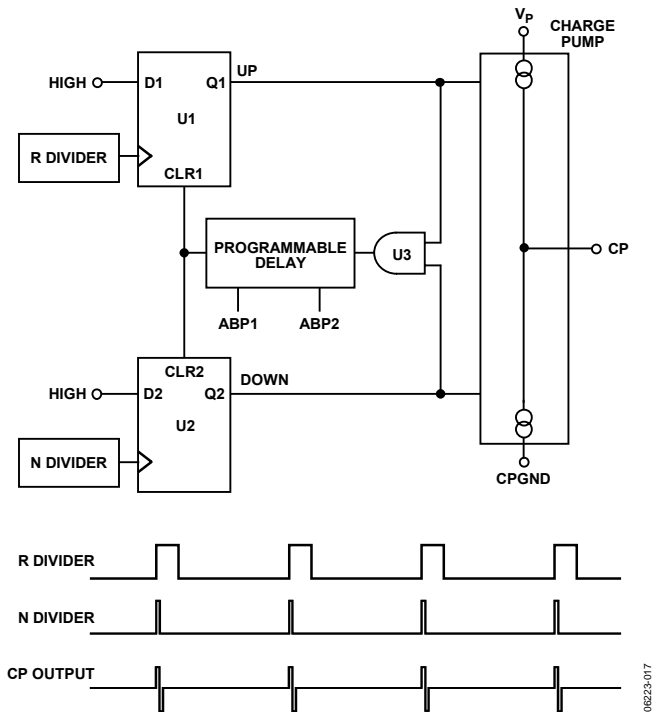 VP
CHARGE
PUMP
HIGH
D1
Q1
UP
U1
R DIVIDER
CLR1
PROGRAMMABLE
DELAY
U3
CP
ABP1
ABP2
CLR2
HIGH
D2
Q2
DOWN
U2
N DIVIDER
CPGND
R DIVIDER
N DIVIDER
CP OUTPUT
06223-017